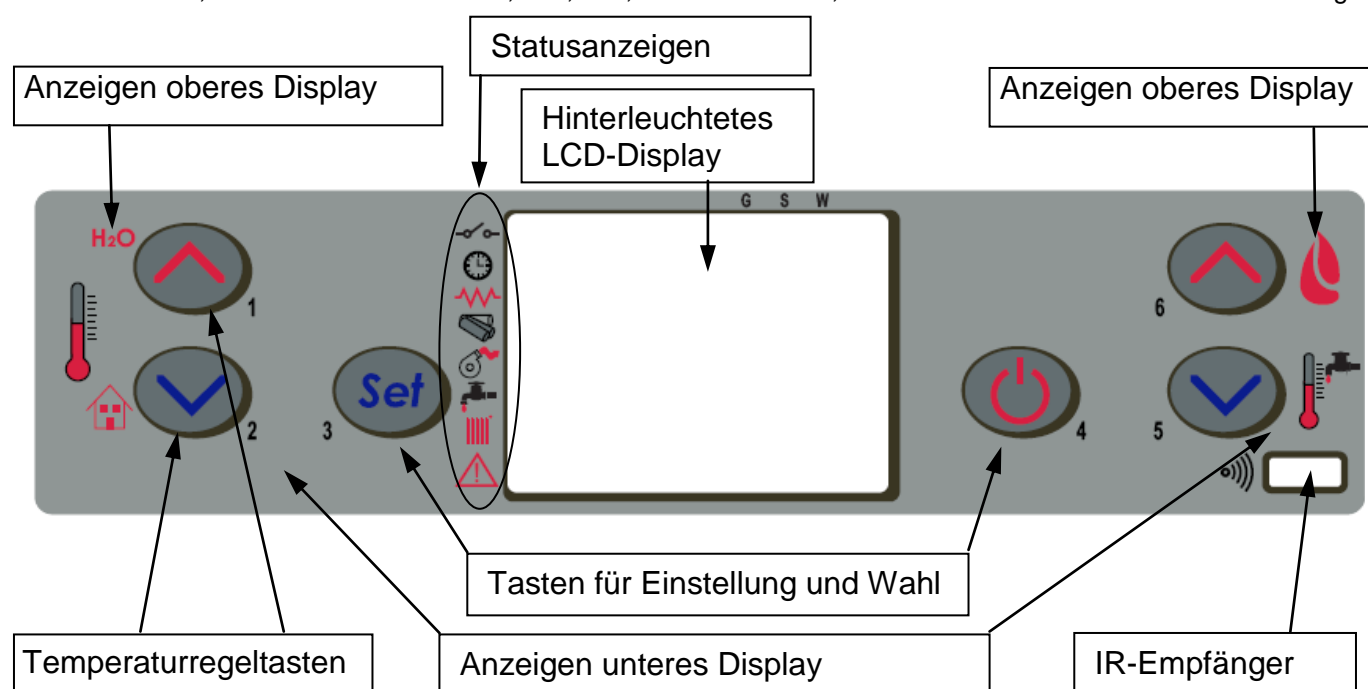 Statusanzeigen
Anzeigen oberes Display
Anzeigen oberes Display
Hinterleuchtetes
LCD-Display
G S W
H₂O
1
6
2
3
Set
4
5
Tasten für Einstellung und Wahl
Temperaturregeltasten
Anzeigen unteres Display
IR-Empfänger